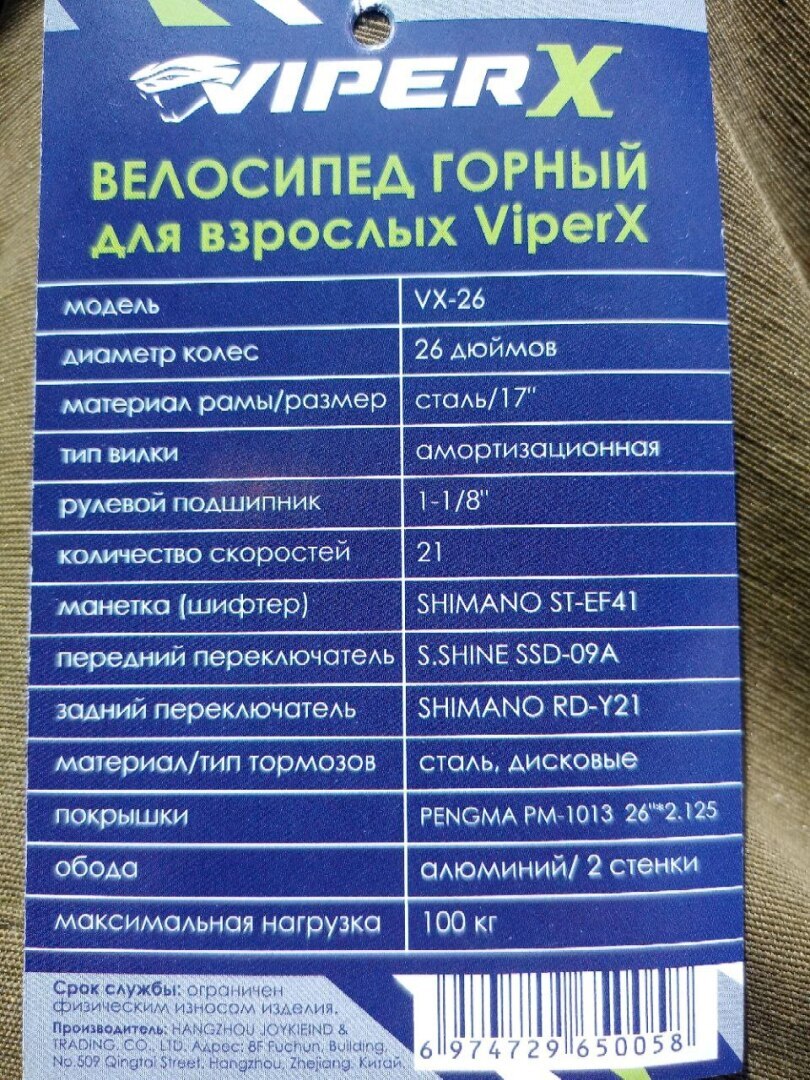 VIPERX
ВЕЛОСИПЕД ГОРНЫЙ
для взрослых ViperX
модель VX-26
диаметр колес 26 дюймов
материал рамы/размер сталь/17"
тип вилки амортизационная
рулевой подшипник 1-1/8"
количество скоростей 21
манетка (шифтер) SHIMANO ST-EF41
передний переключатель S.SHINE SSD-09A
задний переключатель SHIMANO RD-Y21
материал/тип тормозов сталь, дисковые
покрышки PENGMA PM-1013 26"*2.125
обода алюминий/ 2 стенки
максимальная нагрузка 100 кг
Срок службы: ограничен
физическим износом изделия.
Производитель: HANGZHOU JOYKIEIND &
TRADING. CO., LTD. Адрес: 8F Fuchun, Building,
No.509 Qingtai Street, Hangzhou, Zhejiang, Китай.
6 974729 650058